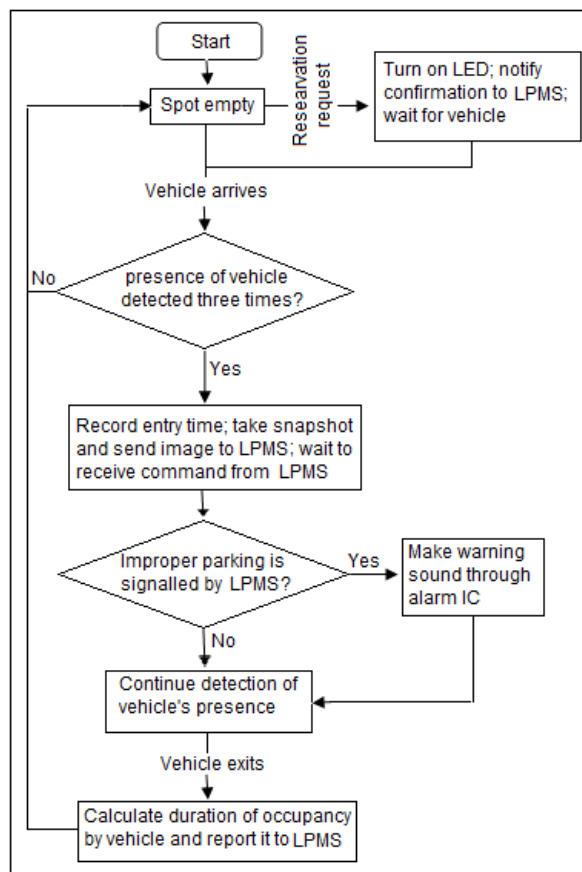 Start
Spot empty
Researvation
request
Turn on LED; notify
confirmation to LPMS;
wait for vehicle
Vehicle arrives
No
presence of vehicle
detected three times?
Yes
Record entry time; take snapshot
and send image to LPMS; wait to
receive command from LPMS
Improper parking is
signalled by LPMS?
Yes
Make warning
sound through
alarm IC
No
Continue detection of
vehicle's presence
Vehicle exits
Calculate duration of occupancy
by vehicle and report it to LPMS